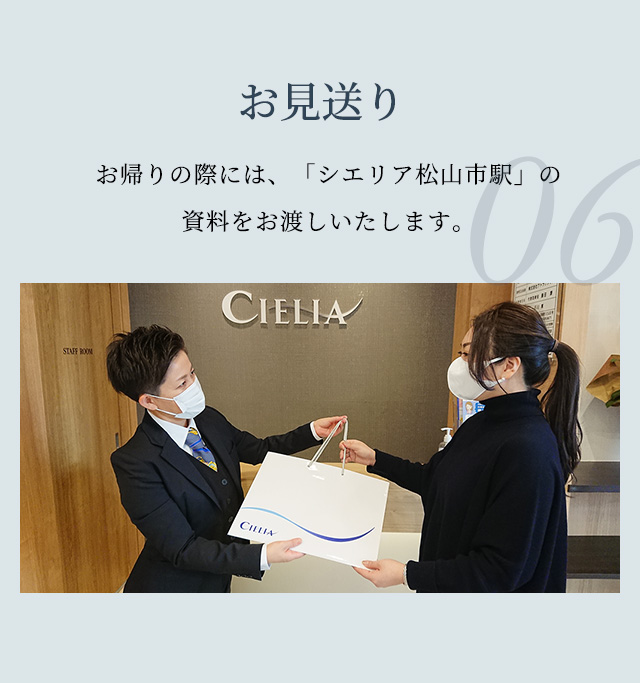 お見送り
お帰りの際には、「シエリア松山市駅」の
資料をお渡しいたします。
06
CIELIA
STAFF ROOM
CIELIA